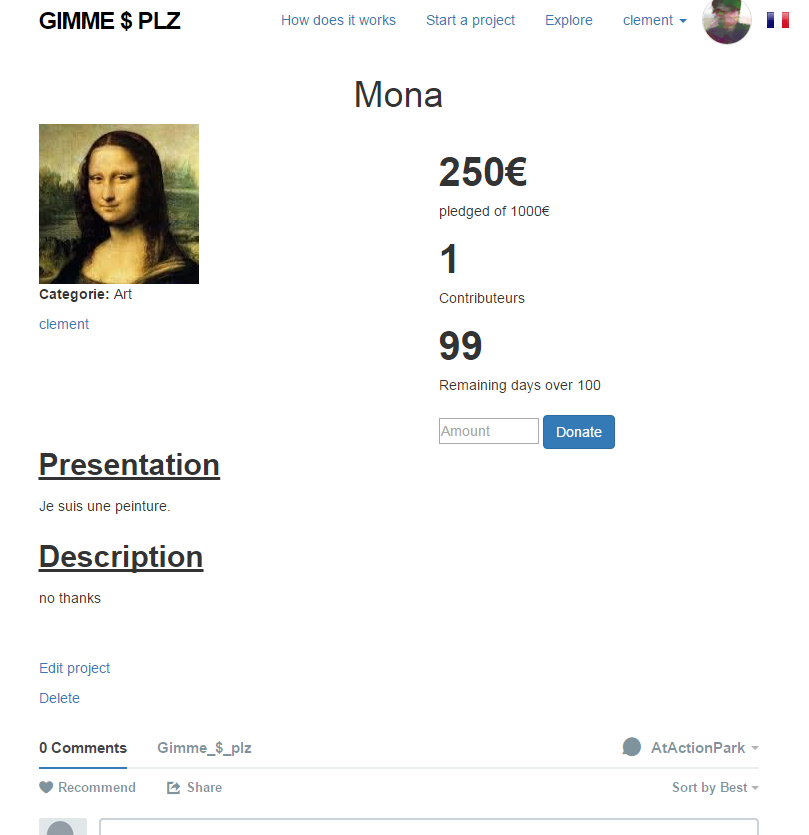 GIMME $ PLZ
How does it works Start a project Explore clement
Mona
250€
pledged of 1000€
1
Contributeurs
99
Remaining days over 100
Amount Donate
Categorie: Art
clement
Presentation
Je suis une peinture.
Description
no thanks
Edit project
Delete
0 Comments Gimme_$_plz AtActionPark
Recommend Share Sort by Best